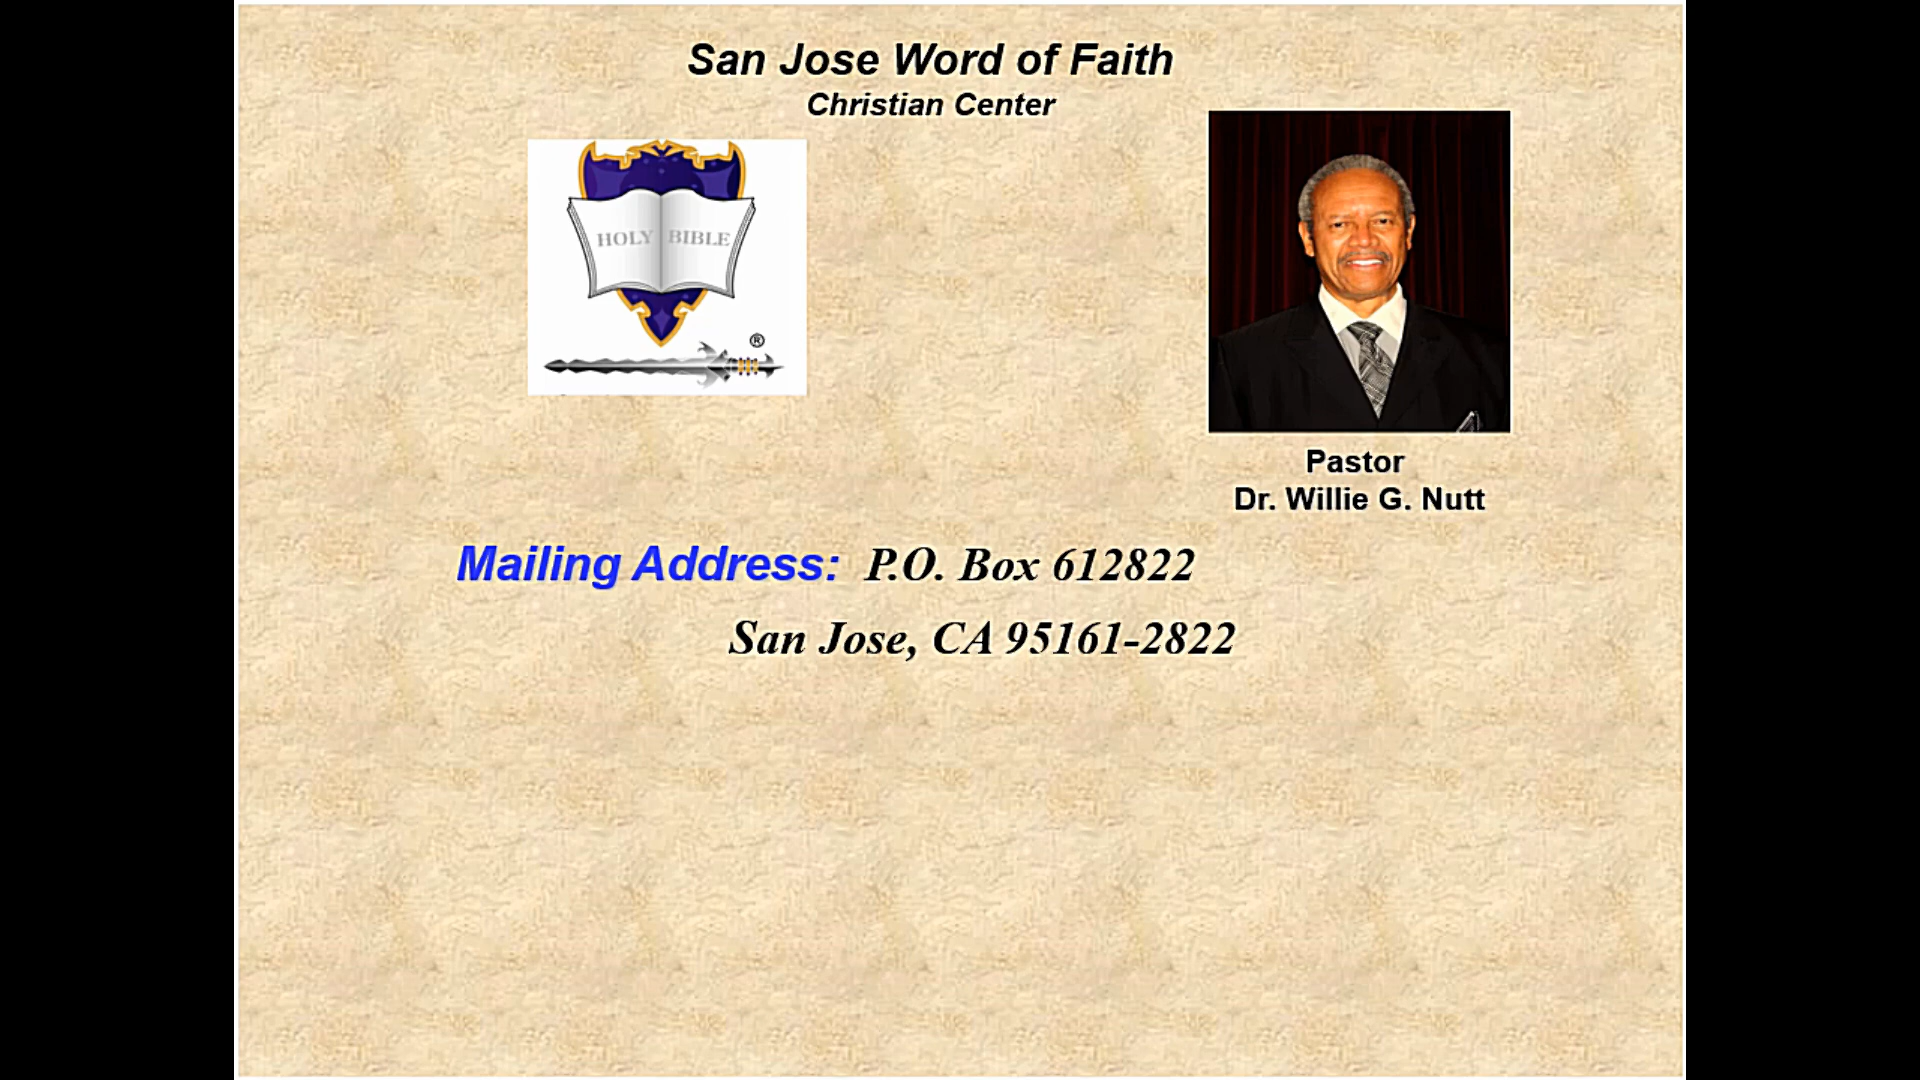 San Jose Word of Faith
Christian Center
HOLY BIBLE
®
Pastor
Dr. Willie G. Nutt
Mailing Address: P.O. Box 612822
San Jose, CA 95161-2822